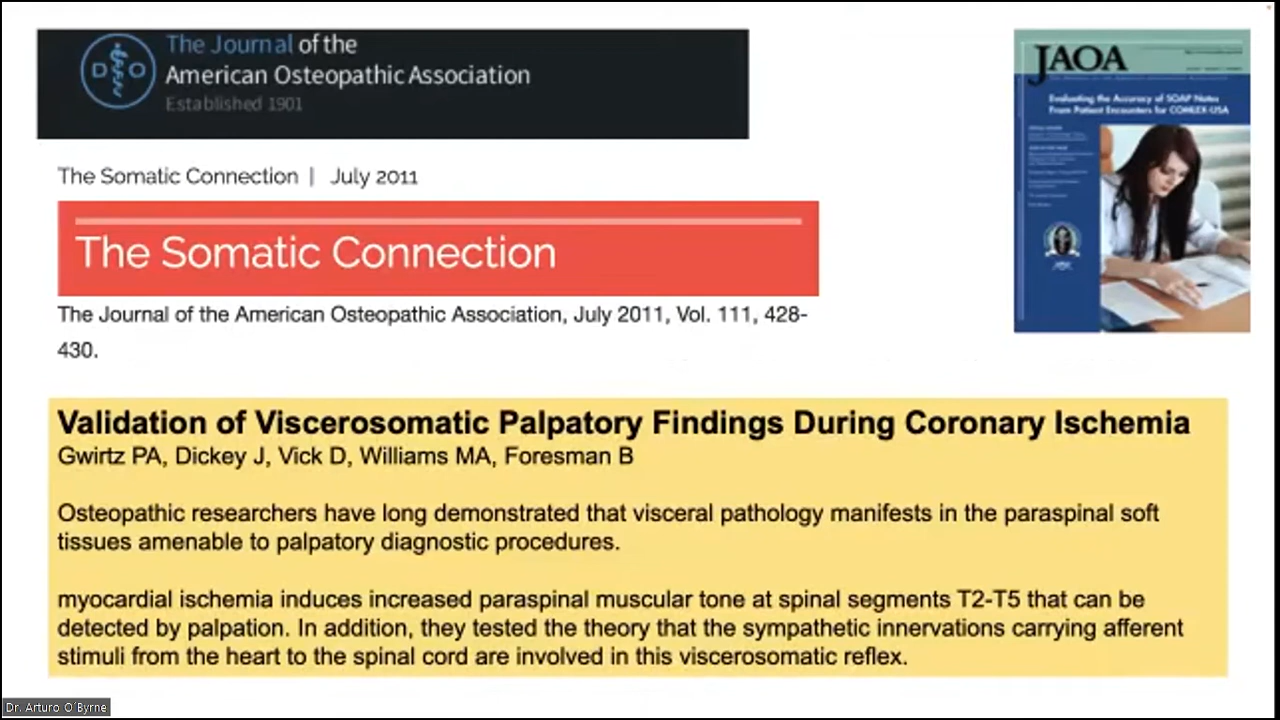 The Journal of the
American Osteopathic Association
Established 1901
D O
JAOA
Evaluating the Accuracy of SOAP Notes
From Patient Encounters for COMLEX-USA
The Somatic Connection | July 2011
The Somatic Connection
The Journal of the American Osteopathic Association, July 2011, Vol. 111, 428-
430.
Validation of Viscerosomatic Palpatory Findings During Coronary Ischemia
Gwirtz PA, Dickey J, Vick D, Williams MA, Foresman B
Osteopathic researchers have long demonstrated that visceral pathology manifests in the paraspinal soft
tissues amenable to palpatory diagnostic procedures.
myocardial ischemia induces increased paraspinal muscular tone at spinal segments T2-T5 that can be
detected by palpation. In addition, they tested the theory that the sympathetic innervations carrying afferent
stimuli from the heart to the spinal cord are involved in this viscerosomatic reflex.
Dr. Arturo O´Byrne